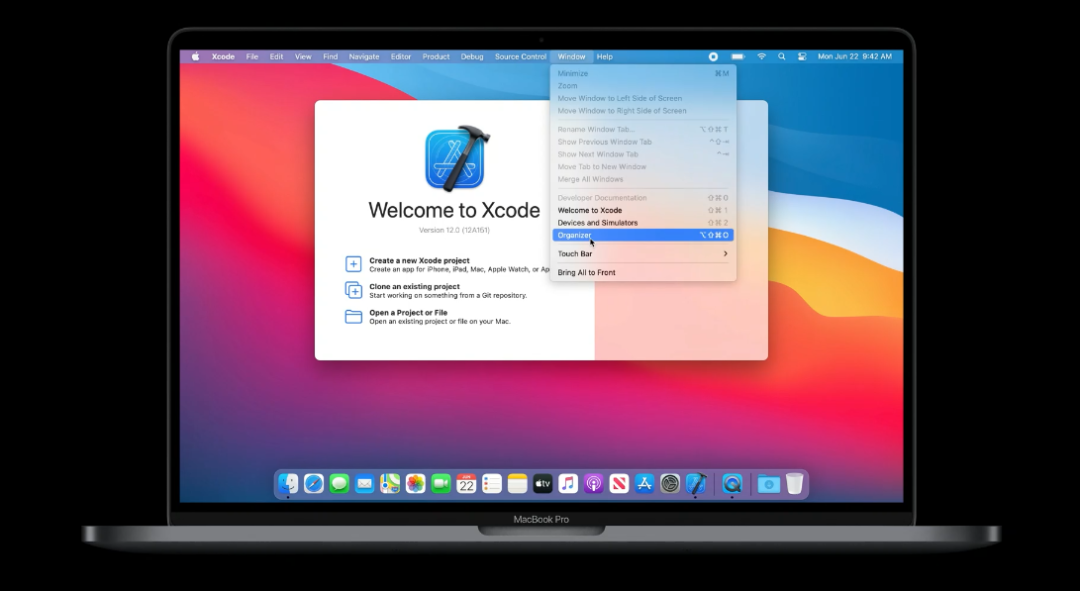 Xcode File Edit View Find Navigate Editor Product Debug Source Control Window Help Mon Jun 22 9:42 AM
Minimize ⌘M
Zoom
Move Window to Left Side of Screen
Move Window to Right Side of Screen
Rename Window Tab...
Show Previous Window Tab
Show Next Window Tab
Move Tab to New Window
Merge All Windows
Developer Documentation ⇧⌘0
Welcome to Xcode ⇧⌘1
Devices and Simulators ⇧⌘2
Organizer ⌥⇧⌘O
Touch Bar
Bring All to Front
Welcome to Xcode
Version 12.0 (12A161)
Create a new Xcode project
Create an app for iPhone, iPad, Mac, Apple Watch, or
Clone an existing project
Start working on something from a Git repository.
Open a Project or File
Open an existing project or file on your Mac.
22
tv
MacBook Pro